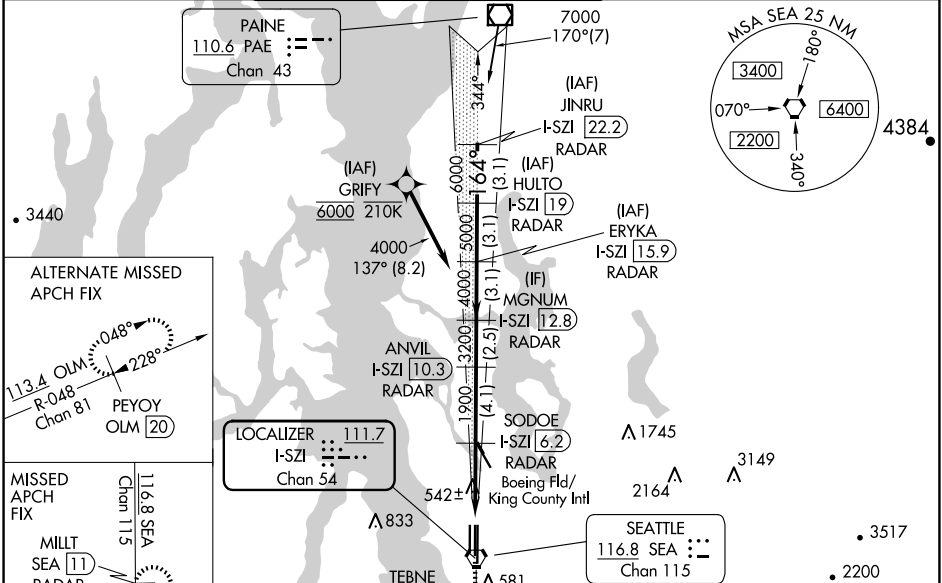 PAINE
110.6 PAE
Chan 43
7000
170°(7)
MSA SEA 25 NM
180°
3400
070°
6400
2200
340°
4384
344°
(IAF)
JINRU
I-SZI 22.2
RADAR
6000
164°
(3.1)
(IAF)
HULTO
I-SZI 19
RADAR
(IAF)
GRIFY
6000 210K
4000
137° (8.2)
3440
5000
(3.1)
(IAF)
ERYKA
I-SZI 15.9
RADAR
4000
(3.1)
(IF)
MGNUM
I-SZI 12.8
RADAR
3200
(2.5)
ANVIL
I-SZI 10.3
RADAR
1900
(4.1)
SODOE
I-SZI 6.2
RADAR
Boeing Fld/
King County Intl
ALTERNATE MISSED
APCH FIX
048°
228°
113.4 OLM
R-048
Chan 81
PEYOY
OLM 20
LOCALIZER 111.7
I-SZI
Chan 54
1745
3149
2164
542±
833
MISSED
APCH
FIX
116.8 SEA
Chan 115
MILLT
SEA 11
RADAR
SEATTLE
116.8 SEA
Chan 115
3517
2200
TEBNE
581